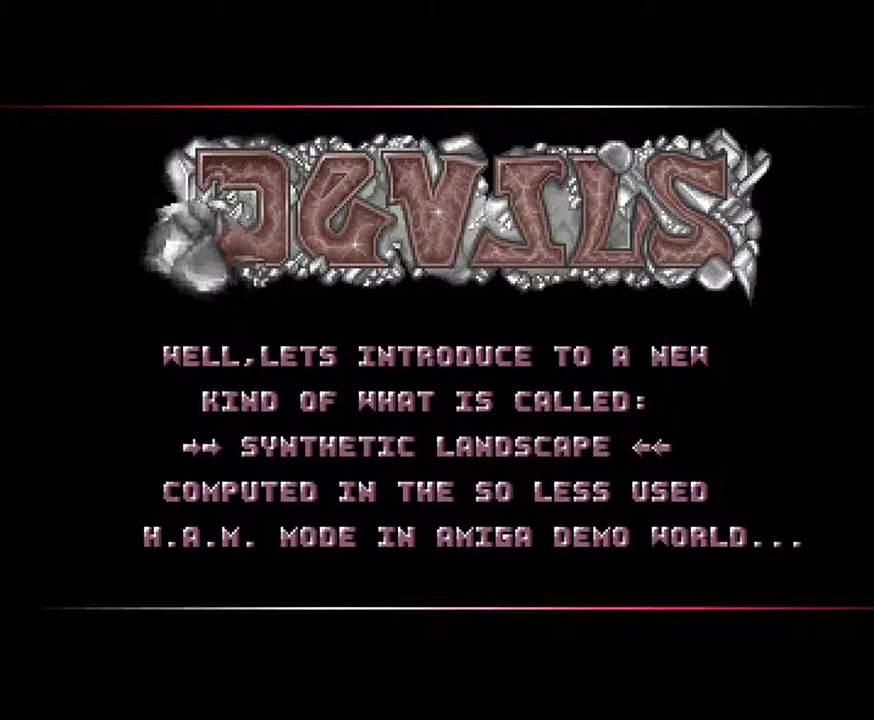 DEVILS
WELL,LETS INTRODUCE TO A NEW
KIND OF WHAT IS CALLED:
→→ SYNTHETIC LANDSCAPE ←←
COMPUTED IN THE SO LESS USED
H.A.M. MODE IN AMIGA DEMO WORLD...